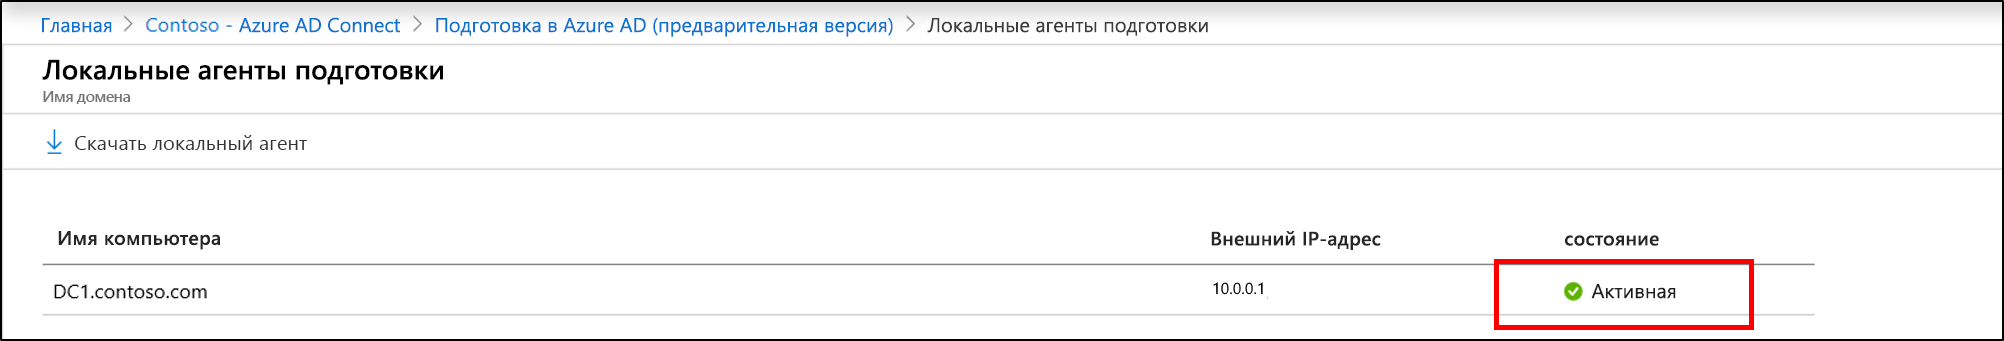 Главная > Contoso - Azure AD Connect > Подготовка в Azure AD (предварительная версия) > Локальные агенты подготовки
Локальные агенты подготовки
Имя домена
Скачать локальный агент
Имя компьютера Внешний IP-адрес состояние
DC1.contoso.com 10.0.0.1 Активная